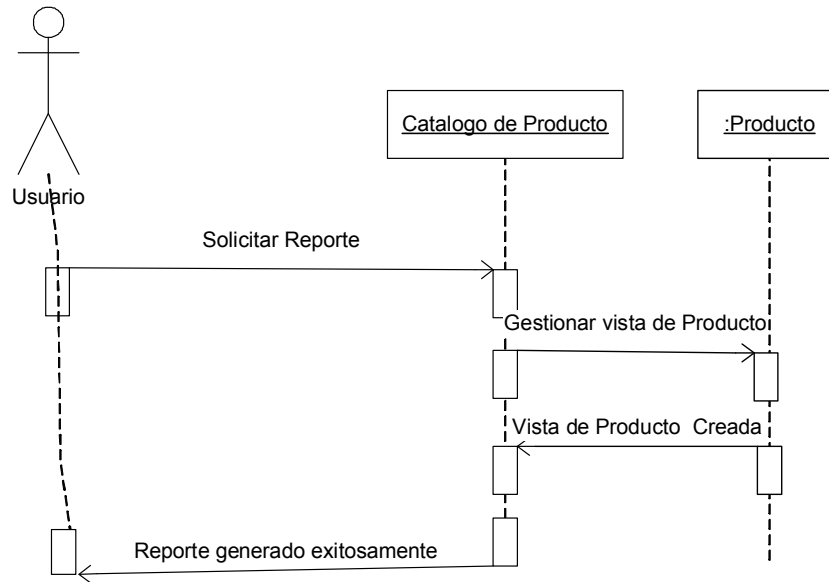 Catalogo de Producto
:Producto
Usuario
Solicitar Reporte
Gestionar vista de Producto
Vista de Producto Creada
Reporte generado exitosamente